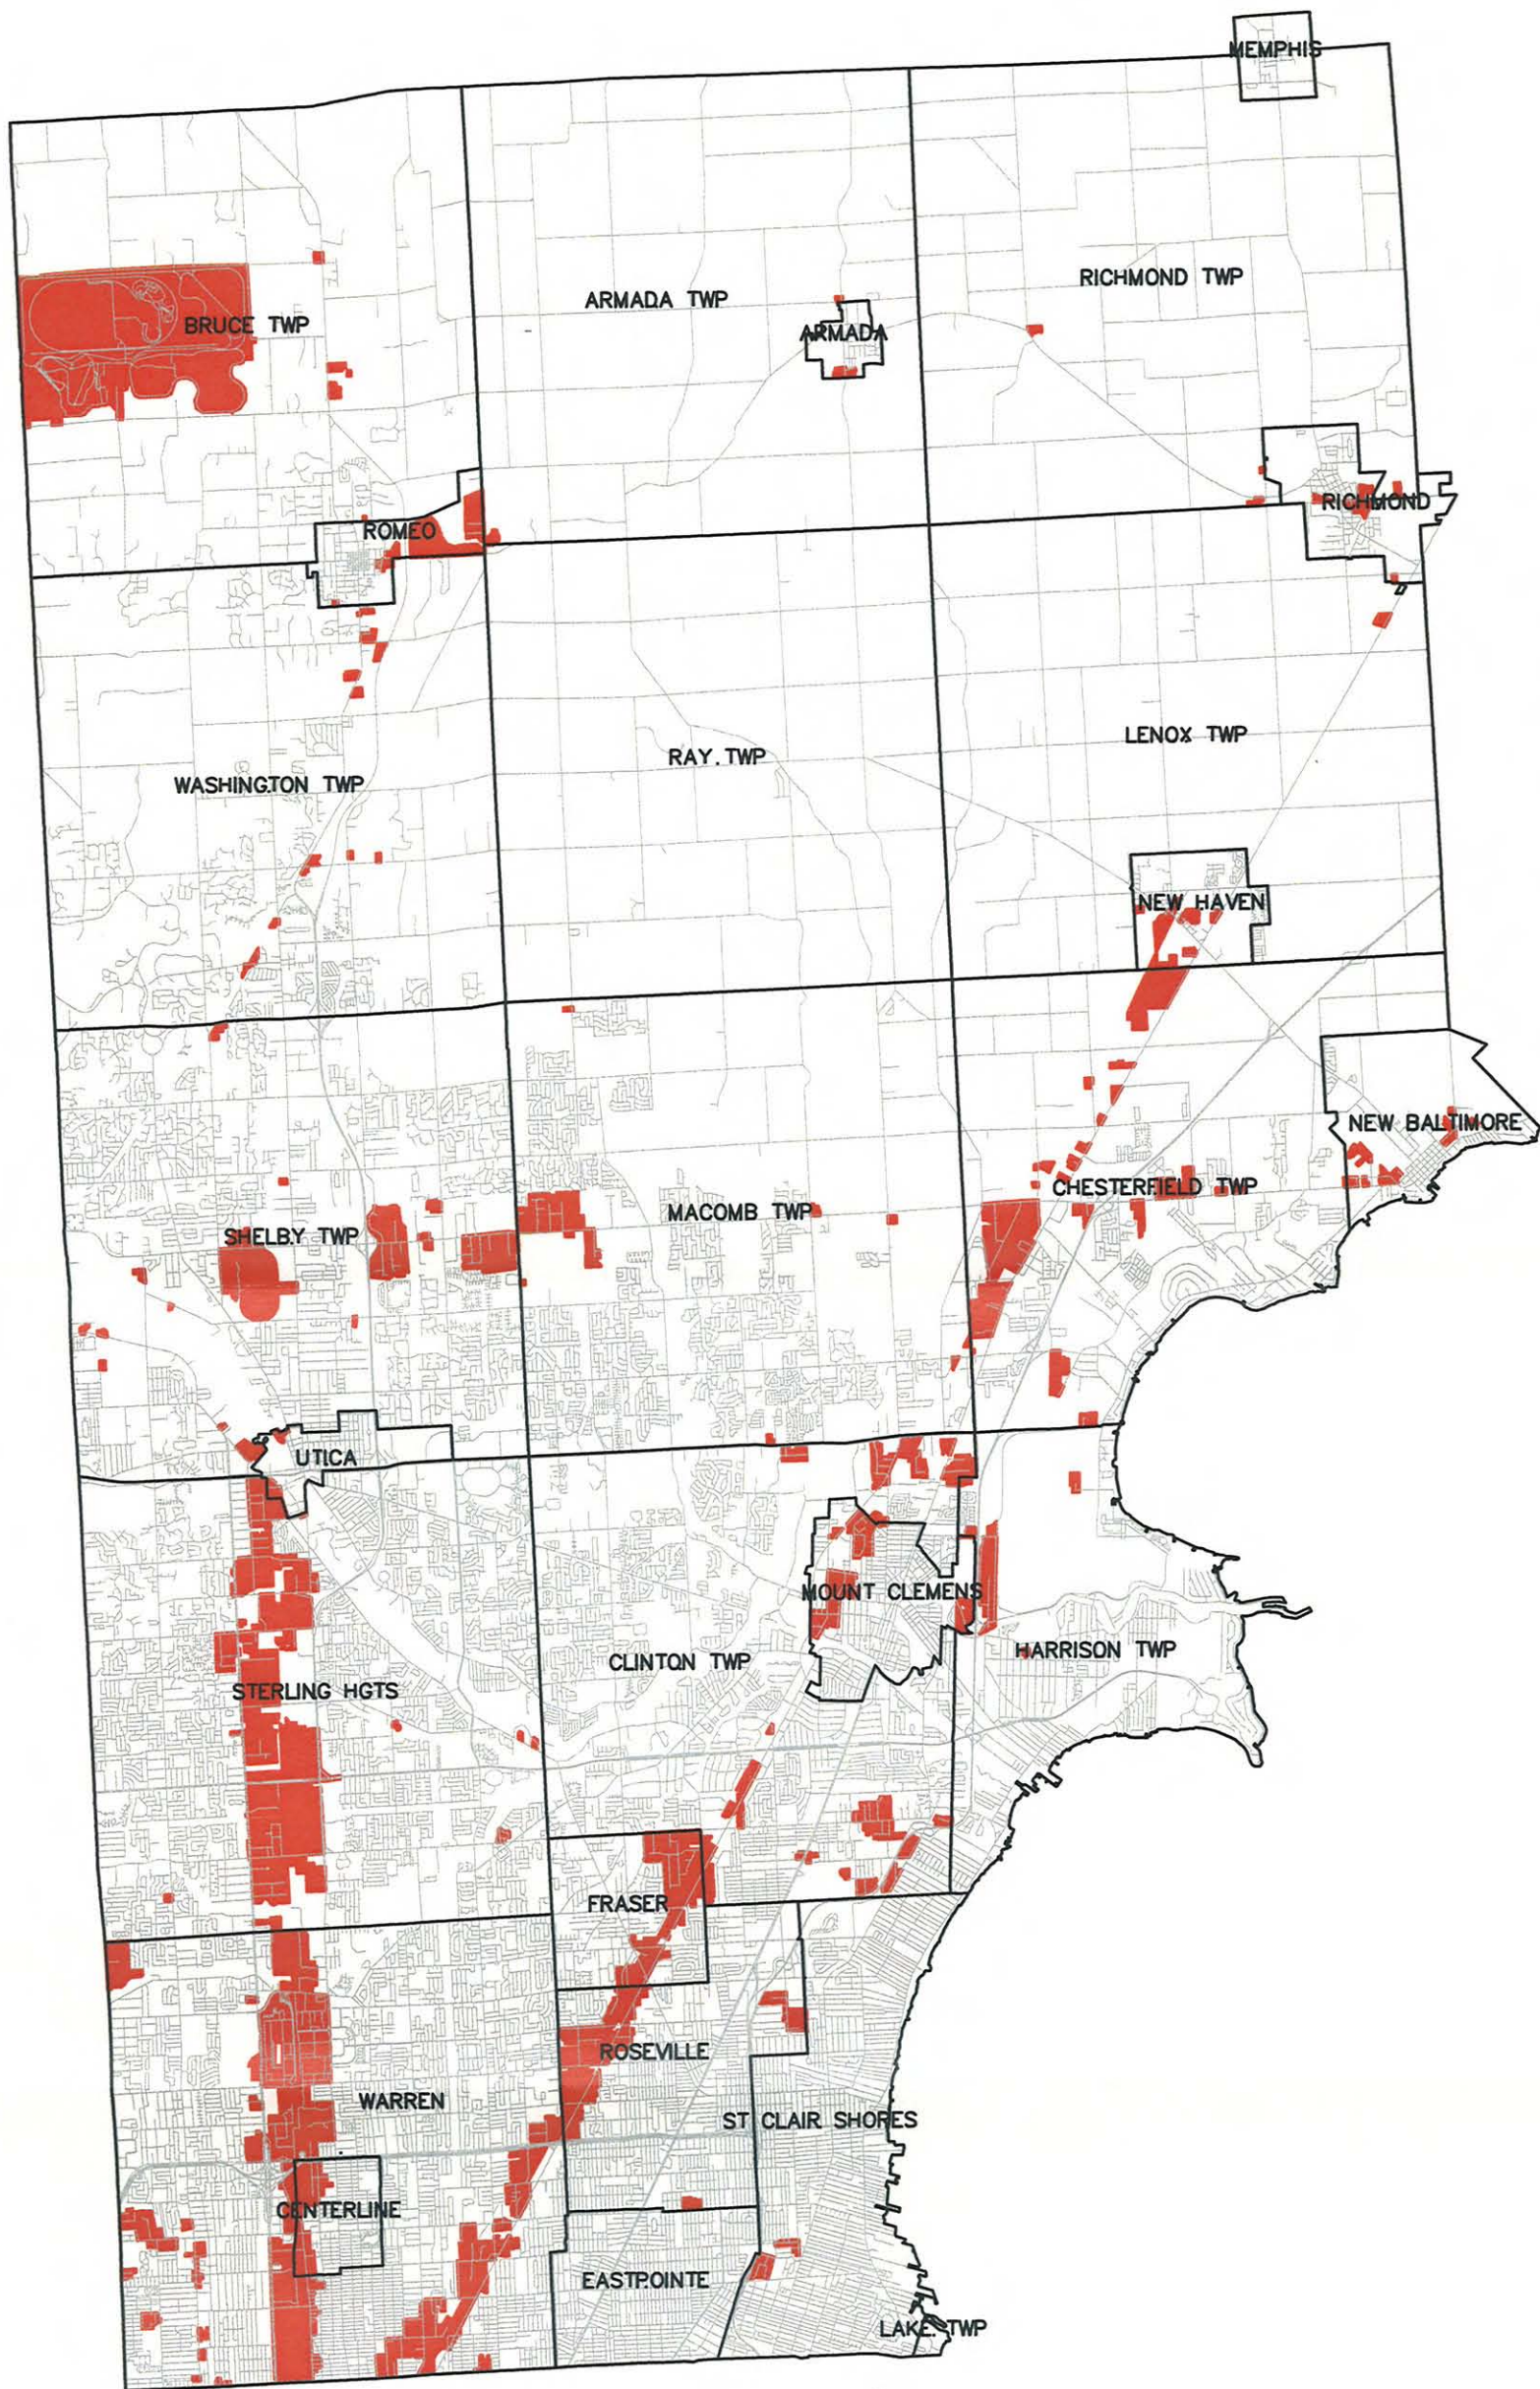 MEMPHIS
RICHMOND TWP
ARMADA TWP
BRUCE TWP
ARMADA
RICHMOND
ROMEO
LENOX TWP
RAY. TWP
WASHINGTON TWP
NEW HAVEN
NEW BALTIMORE
CHESTERFIELD TWP
MACOMB TWP
SHELBY TWP
UTICA
MOUNT CLEMENS
HARRISON TWP
CLINTON TWP
STERLING HGTS
FRASER
ROSEVILLE
WARREN
ST CLAIR SHORES
CENTERLINE
EASTPOINTE
LAKE. TWP